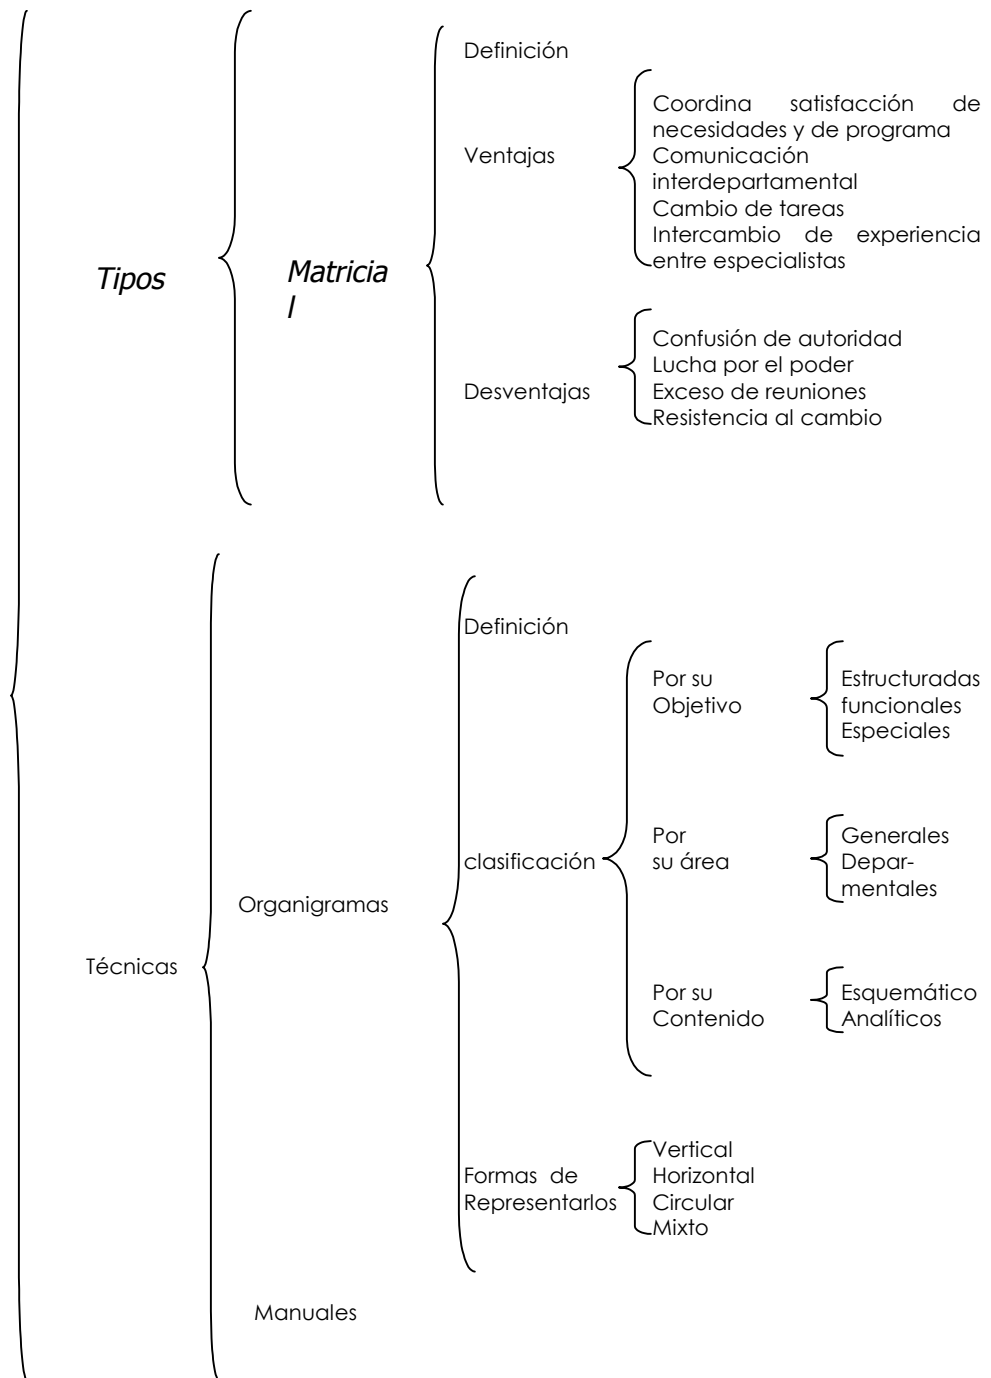 Definición
Ventajas
Coordina satisfacción de
necesidades y de programa
Comunicación
interdepartamental
Cambio de tareas
Intercambio de experiencia
entre especialistas
Tipos
Matricia
l
Desventajas
Confusión de autoridad
Lucha por el poder
Exceso de reuniones
Resistencia al cambio
Técnicas
Organigramas
Definición
clasificación
Por su
Objetivo
Estructuradas
funcionales
Especiales
Por
su área
Generales
Depar-
mentales
Por su
Contenido
Esquemático
Analíticos
Formas de
Representarlos
Vertical
Horizontal
Circular
Mixto
Manuales